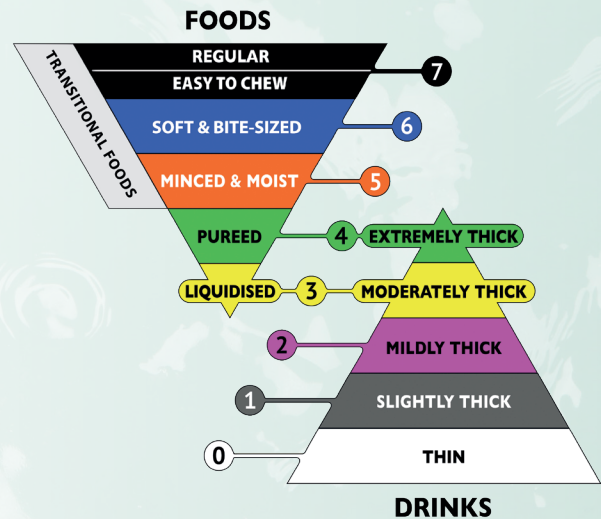 FOODS
TRANSITIONAL FOODS
REGULAR
7
EASY TO CHEW
SOFT & BITE-SIZED
6
MINCED & MOIST
5
PUREED
4
EXTREMELY THICK
LIQUIDISED
3
MODERATELY THICK
2
MILDLY THICK
1
SLIGHTLY THICK
0
THIN
DRINKS